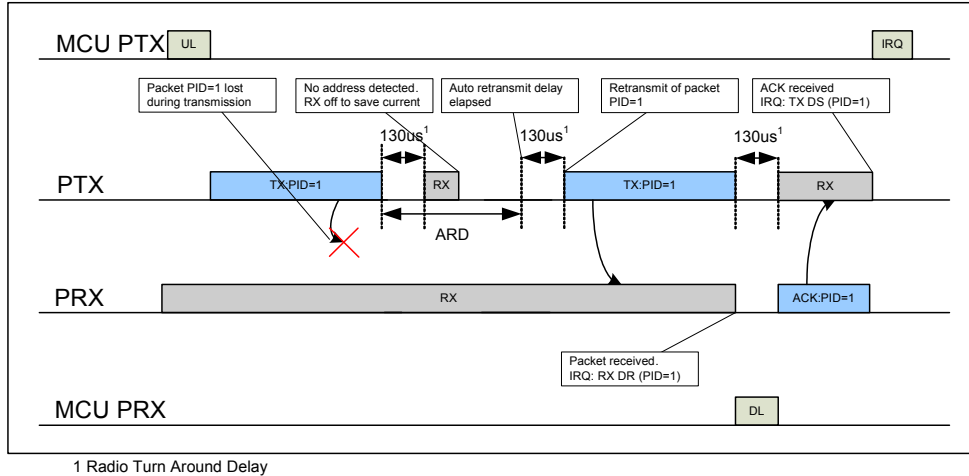 MCU PTX
UL
IRQ
Packet PID=1 lost
during transmission
No address detected.
RX off to save current
Auto retransmit delay
elapsed
Retransmit of packet
PID=1
ACK received
IRQ: TX DS (PID=1)
130us1
130us1
130us1
PTX
TX:PID=1
RX
TX:PID=1
RX
ARD
PRX
RX
ACK:PID=1
Packet received.
IRQ: RX DR (PID=1)
MCU PRX
DL
1 Radio Turn Around Delay